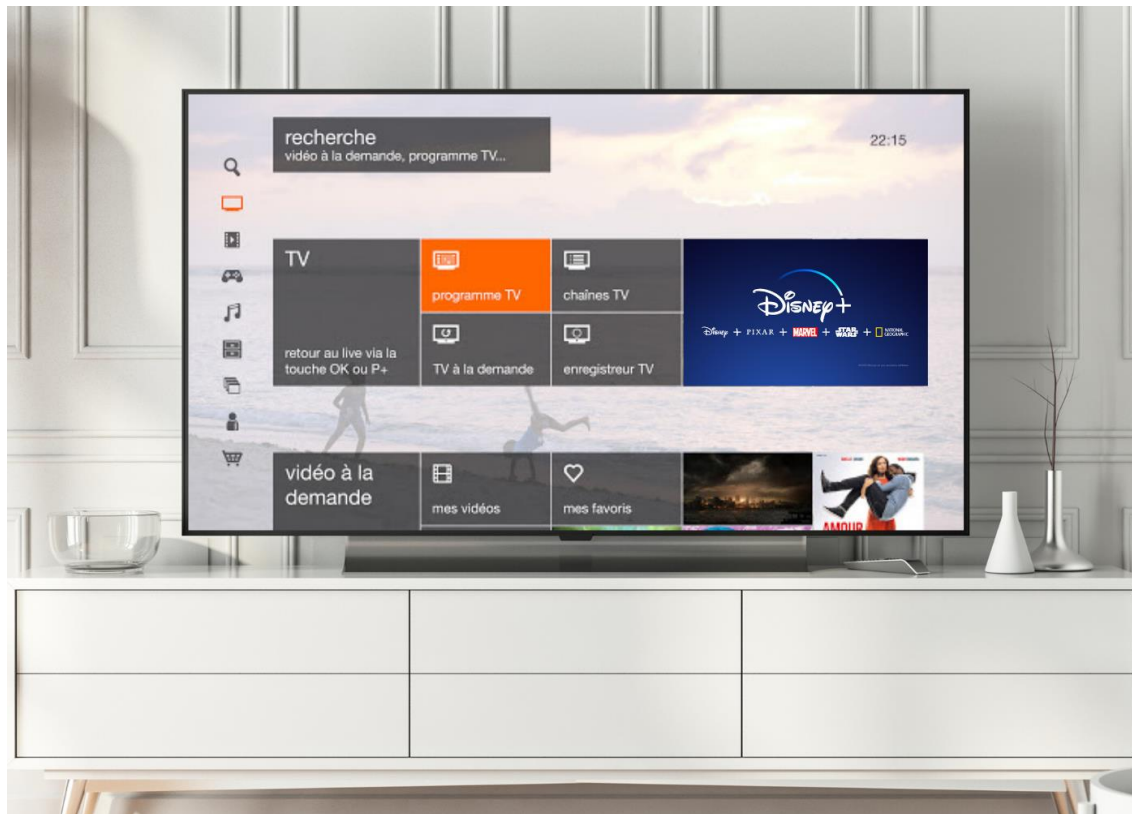 recherche
vidéo à la demande, programme TV...
22:15
TV
retour au live via la
touche OK ou P+
programme TV
chaînes TV
TV à la demande
enregistreur TV
Disney+
Disney + PIXAR + MARVEL + STAR WARS + NATIONAL GEOGRAPHIC
vidéo à la
demande
mes vidéos
mes favoris
AMOUR